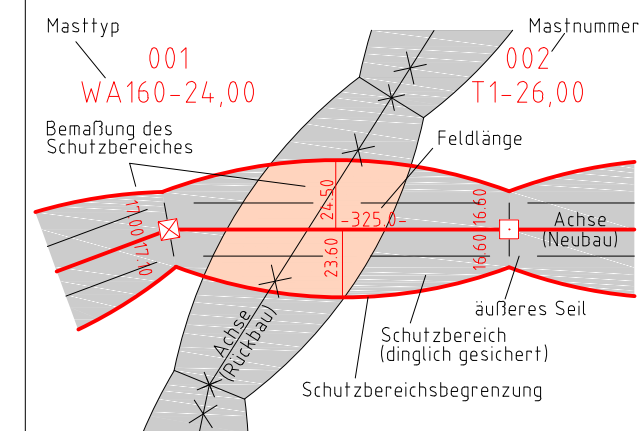 Masttyp
Mastnummer
001
WA160-24,00
002
T1-26,00
Bemaßung des
Schutzbereiches
Feldlänge
24.50
-325,0-
23.60
17.00
17.10
16.60
16.60
Achse
(Neubau)
Achse
(Rückbau)
äußeres Seil
Schutzbereich
(dinglich gesichert)
Schutzbereichsbegrenzung